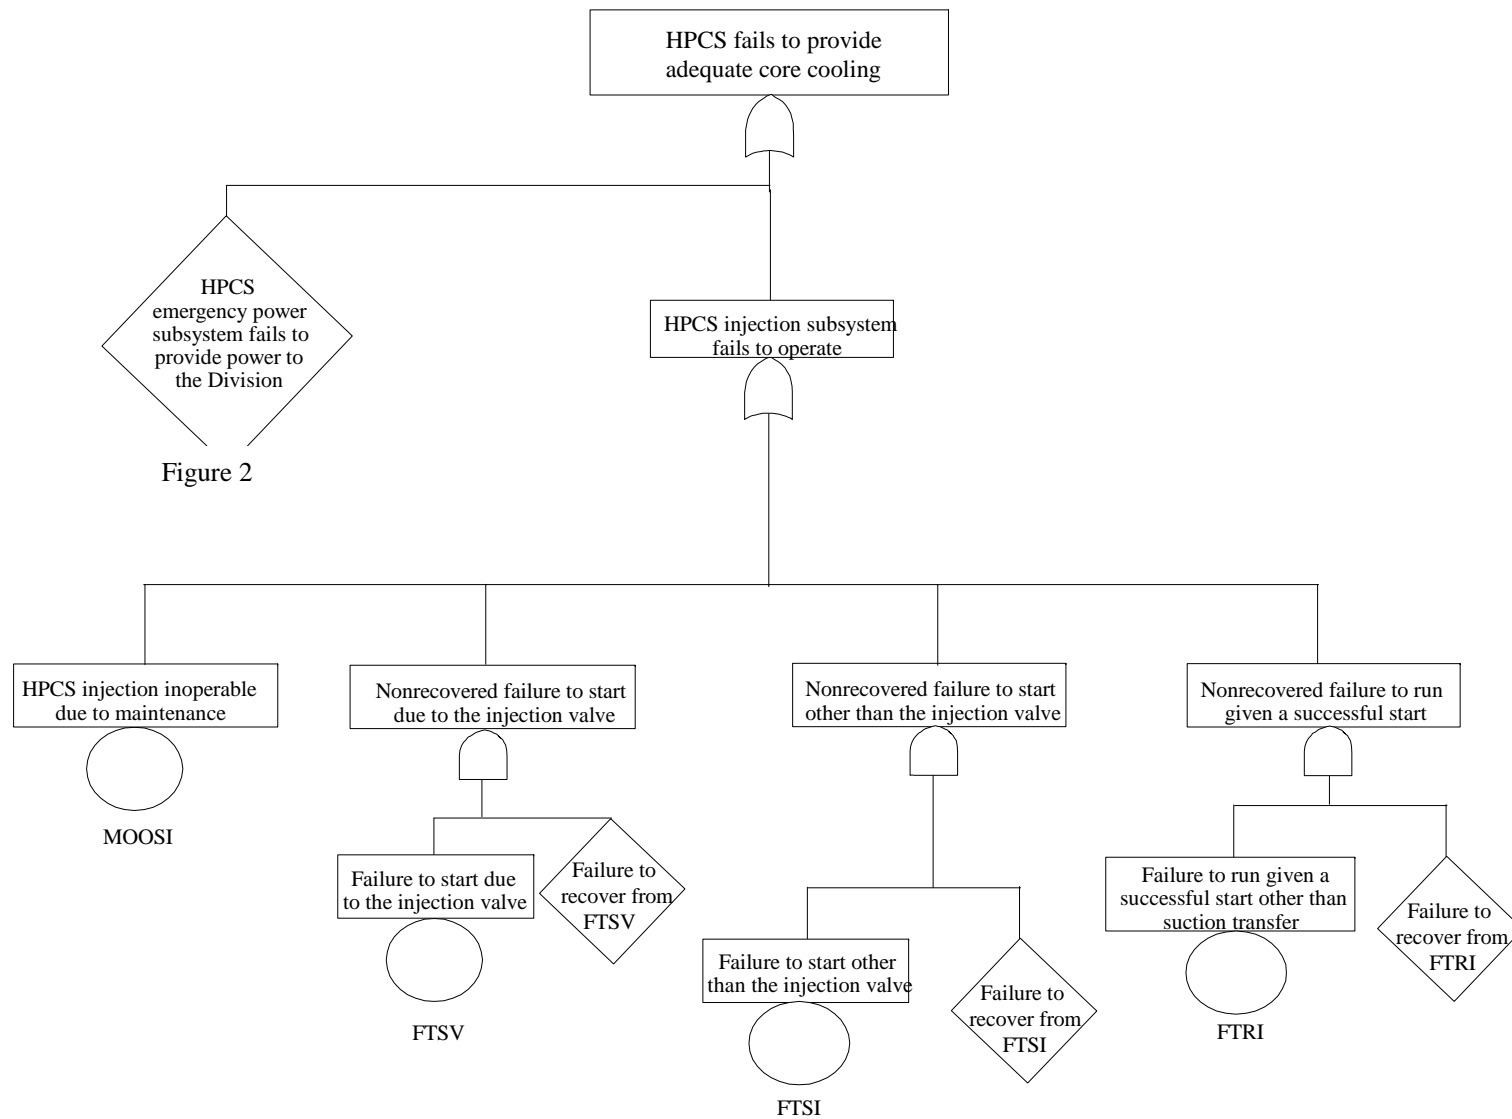 HPCS fails to provide
adequate core cooling
HPCS
emergency power
subsystem fails to
provide power to
the Division
Figure 2
HPCS injection subsystem
fails to operate
HPCS injection inoperable
due to maintenance
MOOSI
Nonrecovered failure to start
due to the injection valve
Failure to start due
to the injection valve
FTSV
Failure to
recover from
FTSV
Nonrecovered failure to start
other than the injection valve
Failure to start other
than the injection valve
FTSI
Failure to
recover from
FTSI
Nonrecovered failure to run
given a successful start
Failure to run given a
successful start other than
suction transfer
FTRI
Failure to
recover from
FTRI